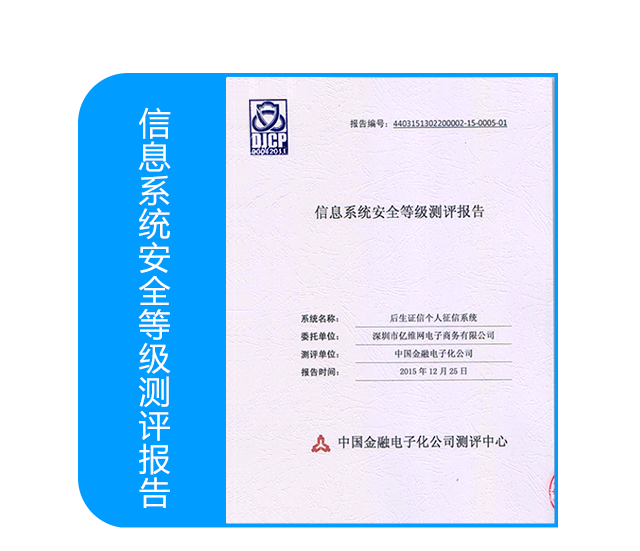 信息系统安全等级测评报告
DJCP
报告编号：4403151302200002-15-0005-01
信息系统安全等级测评报告
系统名称： 后生证信个人征信系统
委托单位： 深圳市亿维网电子商务有限公司
测评单位： 中国金融电子化公司
报告时间： 2015 年 12 月 25 日
中国金融电子化公司测评中心